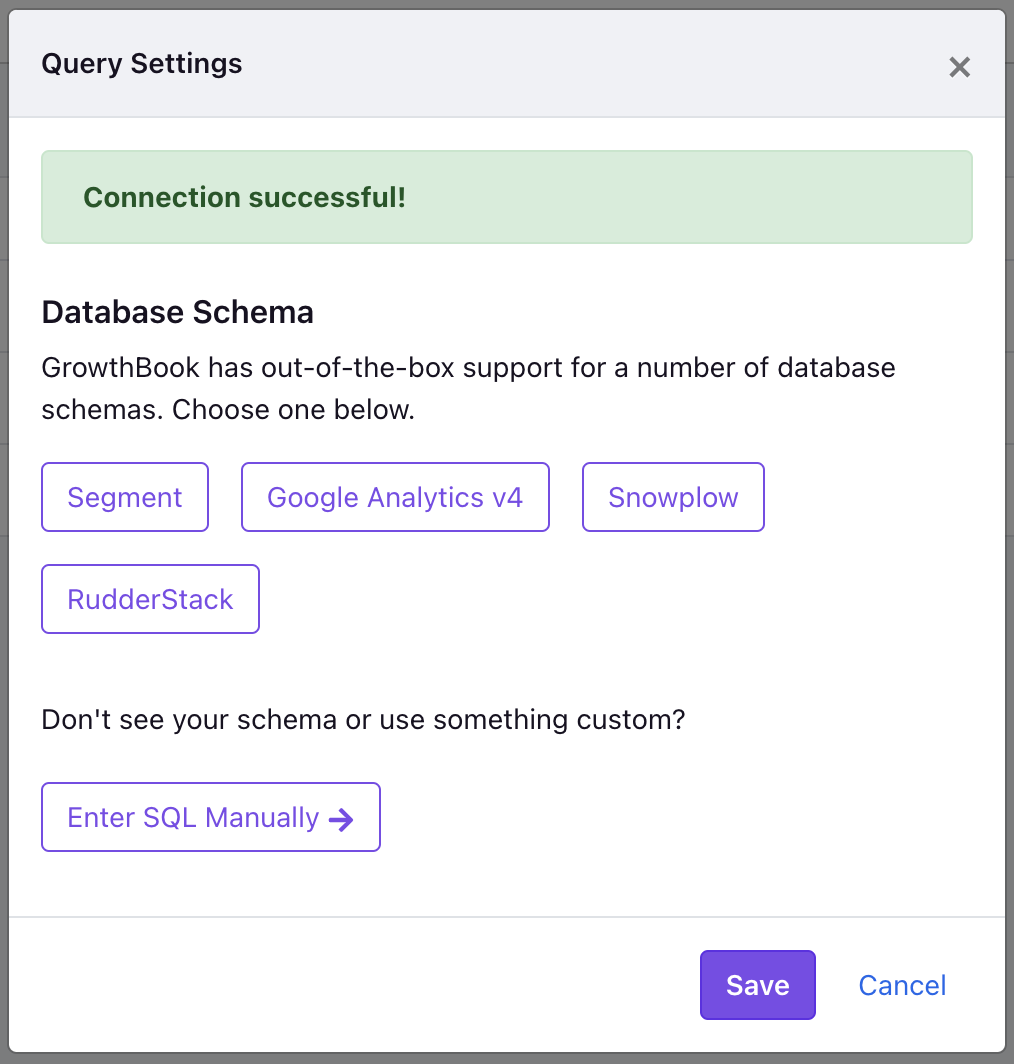 Query Settings
Connection successful!
Database Schema
GrowthBook has out-of-the-box support for a number of database
schemas. Choose one below.
Segment
Google Analytics v4
Snowplow
RudderStack
Don't see your schema or use something custom?
Enter SQL Manually
Save
Cancel